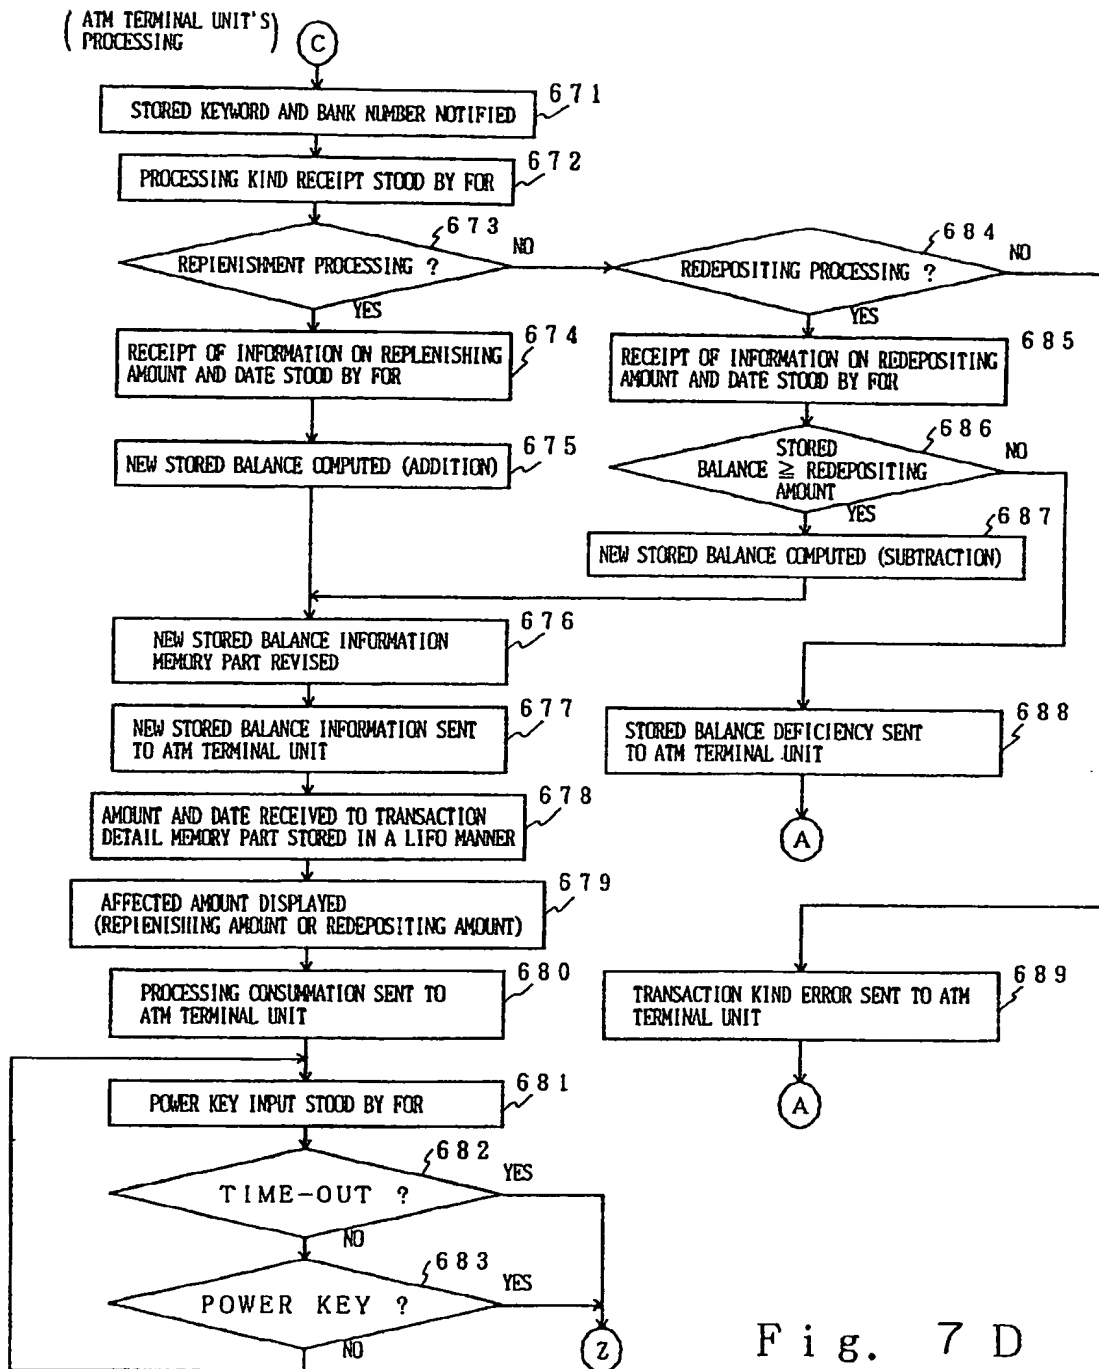 (ATM TERMINAL UNIT'S
PROCESSING)
C
671
STORED KEYWORD AND BANK NUMBER NOTIFIED
672
PROCESSING KIND RECEIPT STOOD BY FOR
673
REPIENISHMENT PROCESSING ?
NO
YES
684
REDEPOSITING PROCESSING ?
NO
YES
674
RECEIPT OF INFORMATION ON REPLENISHING
AMOUNT AND DATE STOOD BY FOR
685
RECEIPT OF INFORMATION ON REDEPOSITING
AMOUNT AND DATE STOOD BY FOR
675
NEW STORED BALANCE COMPUTED (ADDITION)
686
STORED
BALANCE ≧ REDEPOSITING
AMOUNT
NO
YES
687
NEW STORED BALANCE COMPUTED (SUBTRACTION)
676
NEW STORED BALANCE INFORMATION
MEMORY PART REVISED
677
NEW STORED BALANCE INFORMATION SENT
TO ATM TERMINAL UNIT
688
STORED BALANCE DEFICIENCY SENT
TO ATM TERMINAL UNIT
A
678
AMOUNT AND DATE RECEIVED TO TRANSACTION
DETAIL MEMORY PART STORED IN A LIFO MANNER
679
AFFECTED AMOUNT DISPLAYED
(REPLENISHING AMOUNT OR REDEPOSITING AMOUNT)
680
PROCESSING CONSUMMATION SENT TO
ATM TERMINAL UNIT
689
TRANSACTION KIND ERROR SENT TO ATM
TERMINAL UNIT
A
681
POWER KEY INPUT STOOD BY FOR
682
TIME-OUT ?
YES
NO
683
POWER KEY ?
YES
NO
Z
Fig. 7D